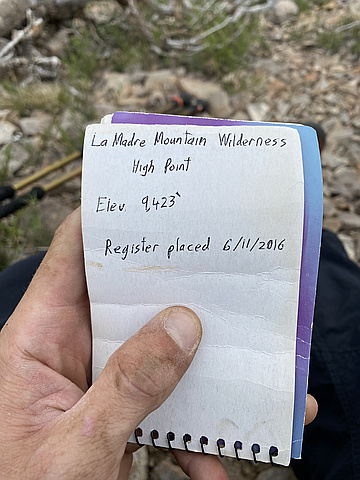 La Madre Mountain Wilderness
High Point
Elev. 9,423`
Register placed 6/11/2016